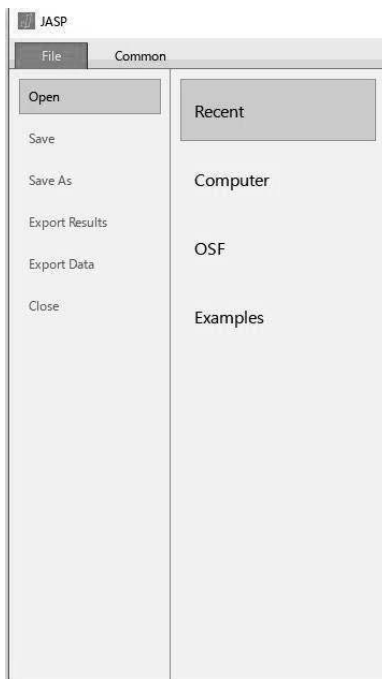 JASP
File Common
Open
Save
Save As
Export Results
Export Data
Close
Recent
Computer
OSF
Examples